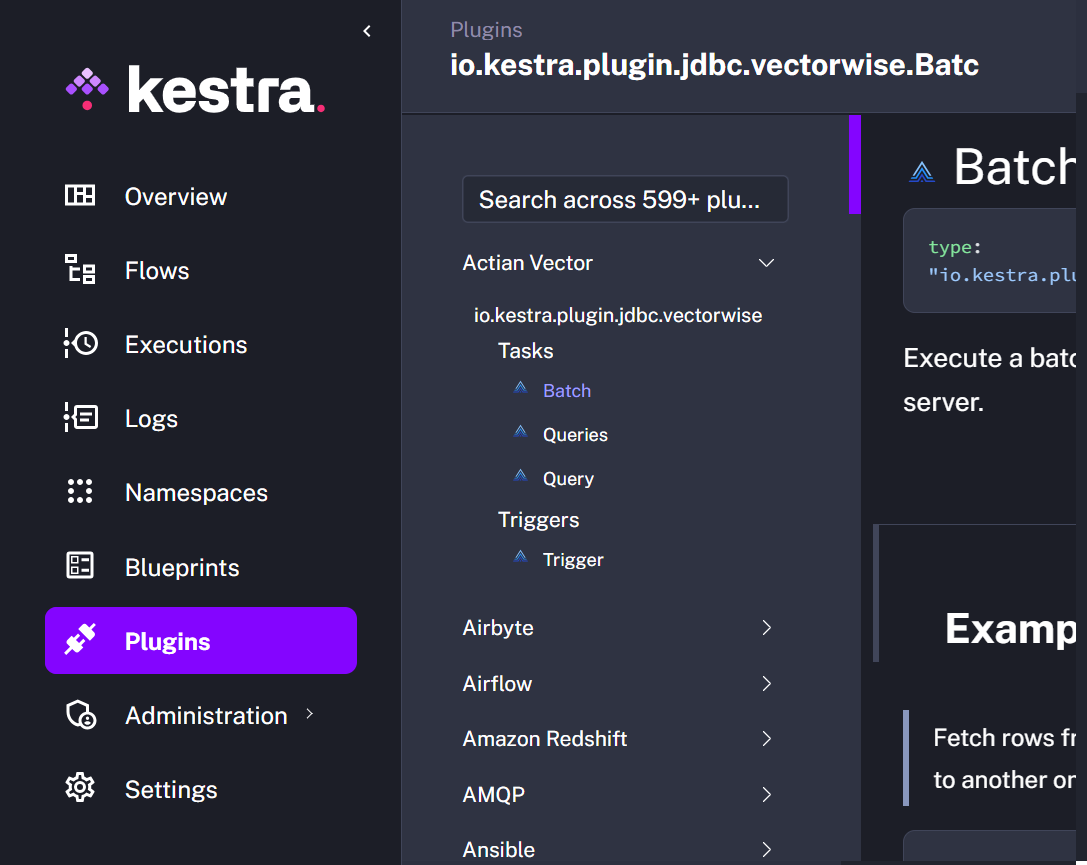 kestra.
Overview
Flows
Executions
Logs
Namespaces
Blueprints
Plugins
Administration
Settings
Plugins
io.kestra.plugin.jdbc.vectorwise.Batc
Search across 599+ plu...
Actian Vector
io.kestra.plugin.jdbc.vectorwise
Tasks
Batch
Queries
Query
Triggers
Trigger
Airbyte
Airflow
Amazon Redshift
AMQP
Ansible
Batch
type:
"io.kestra.plu
Execute a batc
server.
Examp
Fetch rows fr
to another or